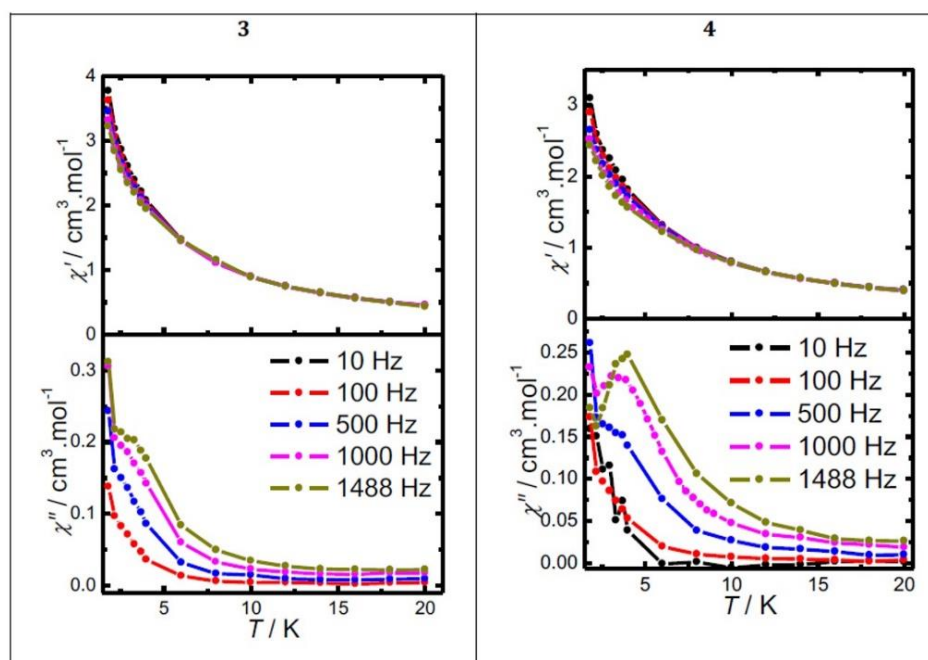 3
4
4
3
2
1
0
χ' / cm³.mol⁻¹
3
2
1
0
χ' / cm³.mol⁻¹
0.3
0.2
0.1
0.0
χ'' / cm³.mol⁻¹
10 Hz
100 Hz
500 Hz
1000 Hz
1488 Hz
5 10 15 20
T / K
0.25
0.20
0.15
0.10
0.05
0.00
χ'' / cm³.mol⁻¹
10 Hz
100 Hz
500 Hz
1000 Hz
1488 Hz
5 10 15 20
T / K